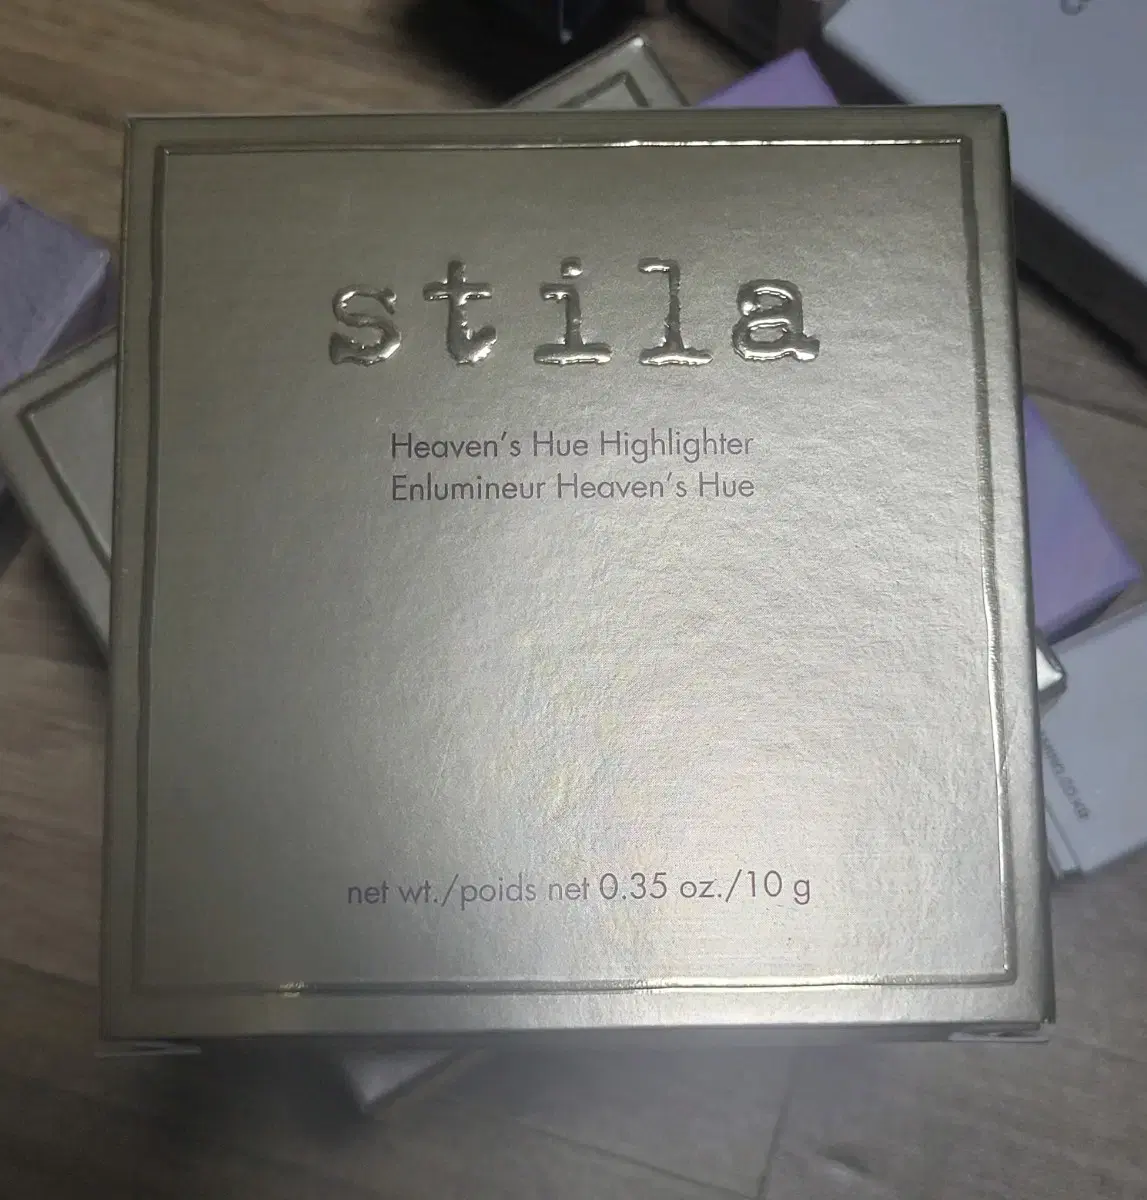 stila
Heaven's Hue Highlighter
Enlumineur Heaven's Hue
net wt./poids net 0.35 oz./10 g